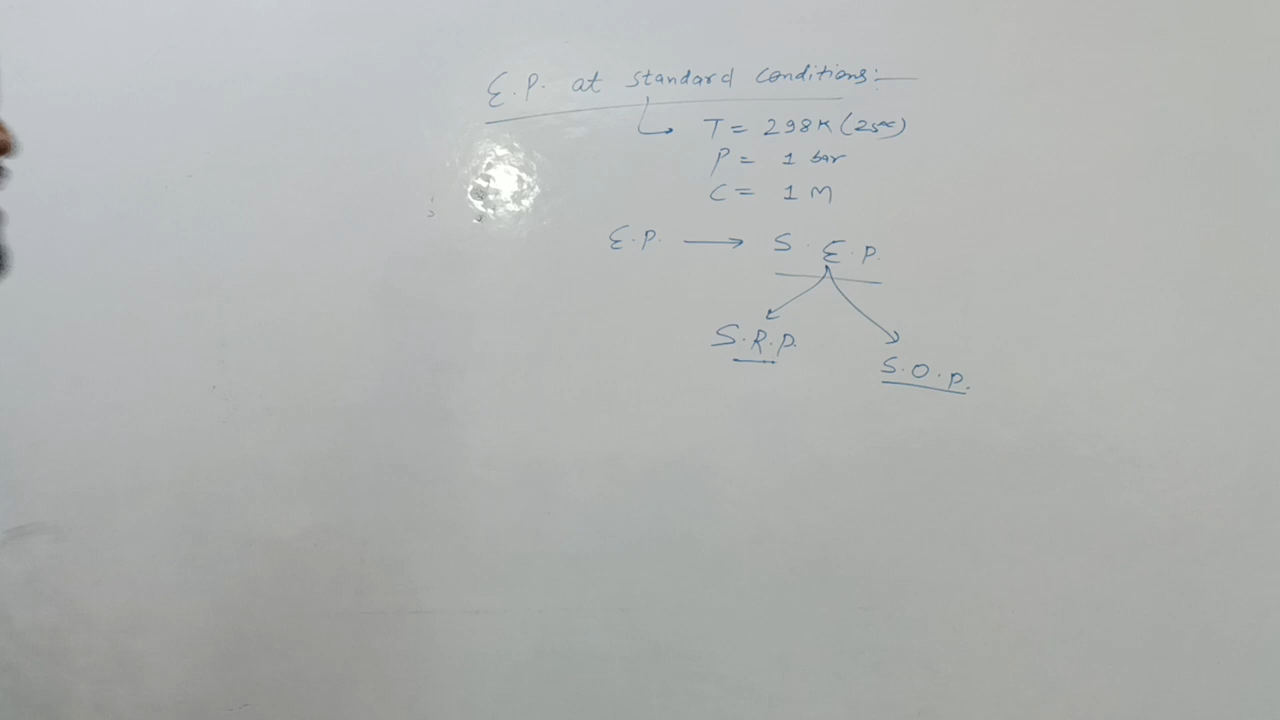 E.P. at standard conditions:-
→ T = 298K (25°C)
P = 1 bar
C = 1 M
E.P. → S.E.P.
S.R.P.
S.O.P.